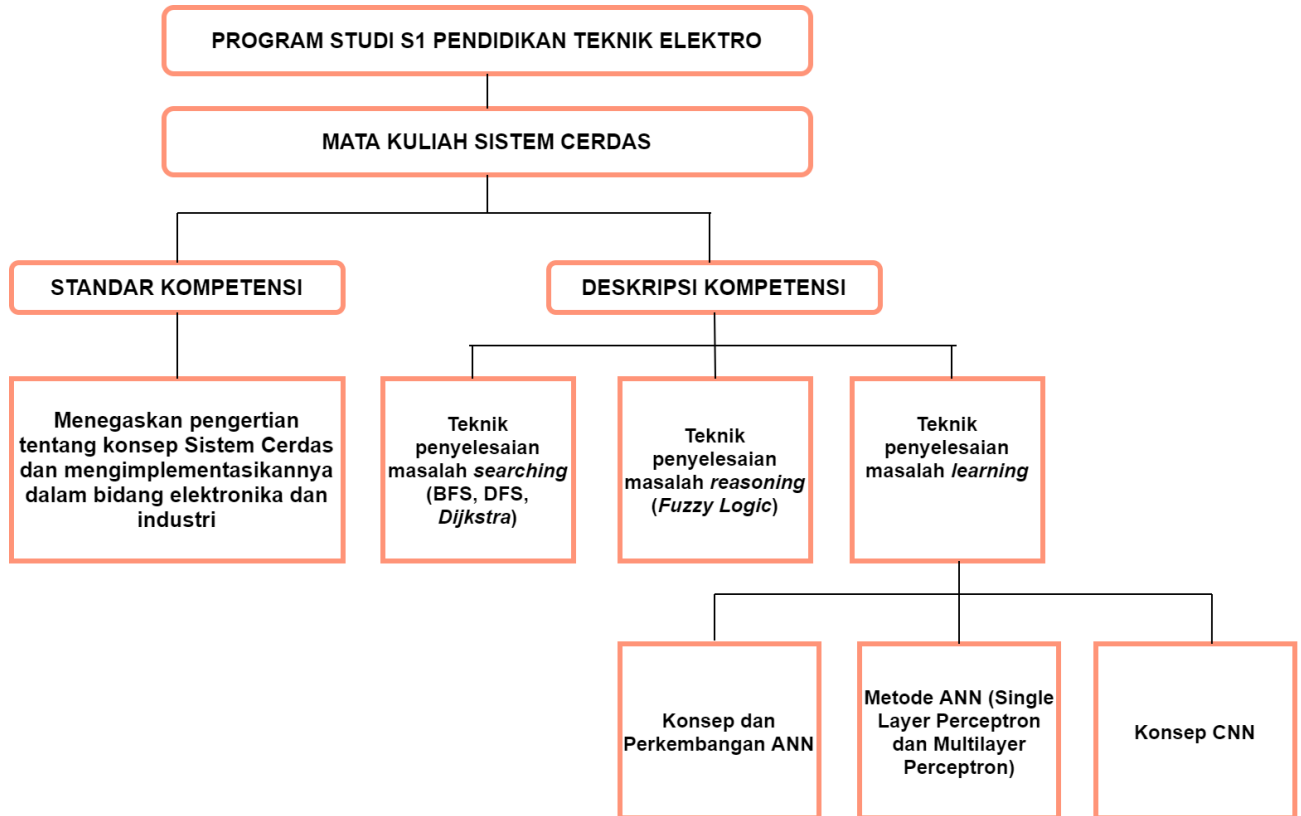 PROGRAM STUDI S1 PENDIDIKAN TEKNIK ELEKTRO
MATA KULIAH SISTEM CERDAS
STANDAR KOMPETENSI
DESKRIPSI KOMPETENSI
Menegaskan pengertian
tentang konsep Sistem Cerdas
dan mengimplementasikannya
dalam bidang elektronika dan
industri
Teknik
penyelesaian
masalah searching
(BFS, DFS,
Dijkstra)
Teknik
penyelesaian
masalah reasoning
(Fuzzy Logic)
Teknik
penyelesaian
masalah learning
Konsep dan
Perkembangan ANN
Metode ANN (Single
Layer Perceptron
dan Multilayer
Perceptron)
Konsep CNN